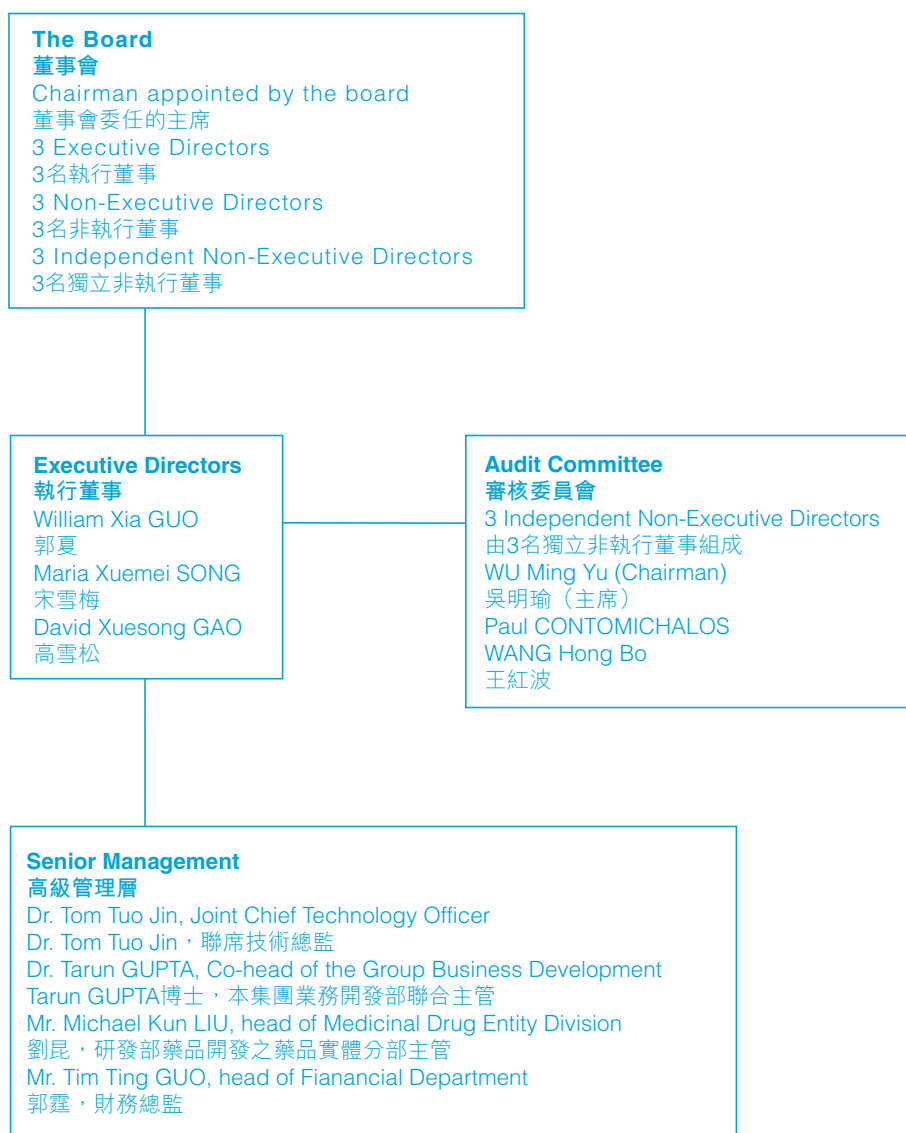 The Board
董事會
Chairman appointed by the board
董事會委任的主席
3 Executive Directors
3名執行董事
3 Non-Executive Directors
3名非執行董事
3 Independent Non-Executive Directors
3名獨立非執行董事
Executive Directors
執行董事
William Xia GUO
郭夏
Maria Xuemei SONG
宋雪梅
David Xuesong GAO
高雪松
Audit Committee
審核委員會
3 Independent Non-Executive Directors
由3名獨立非執行董事組成
WU Ming Yu (Chairman)
吳明瑜（主席）
Paul CONTOMICHALOS
WANG Hong Bo
王紅波
Senior Management
高級管理層
Dr. Tom Tuo Jin, Joint Chief Technology Officer
Dr. Tom Tuo Jin，聯席技術總監
Dr. Tarun GUPTA, Co-head of the Group Business Development
Tarun GUPTA博士，本集團業務開發部聯合主管
Mr. Michael Kun LIU, head of Medicinal Drug Entity Division
劉昆，研發部藥品開發之藥品實體分部主管
Mr. Tim Ting GUO, head of Fianancial Department
郭霆，財務總監